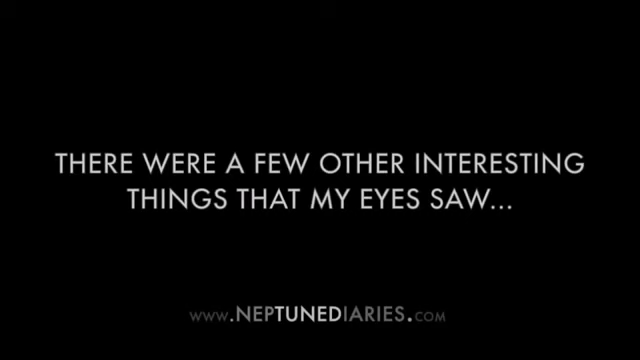 THERE WERE A FEW OTHER INTERESTING
THINGS THAT MY EYES SAW...
WWW.NEPTUNEDIARIES.COM